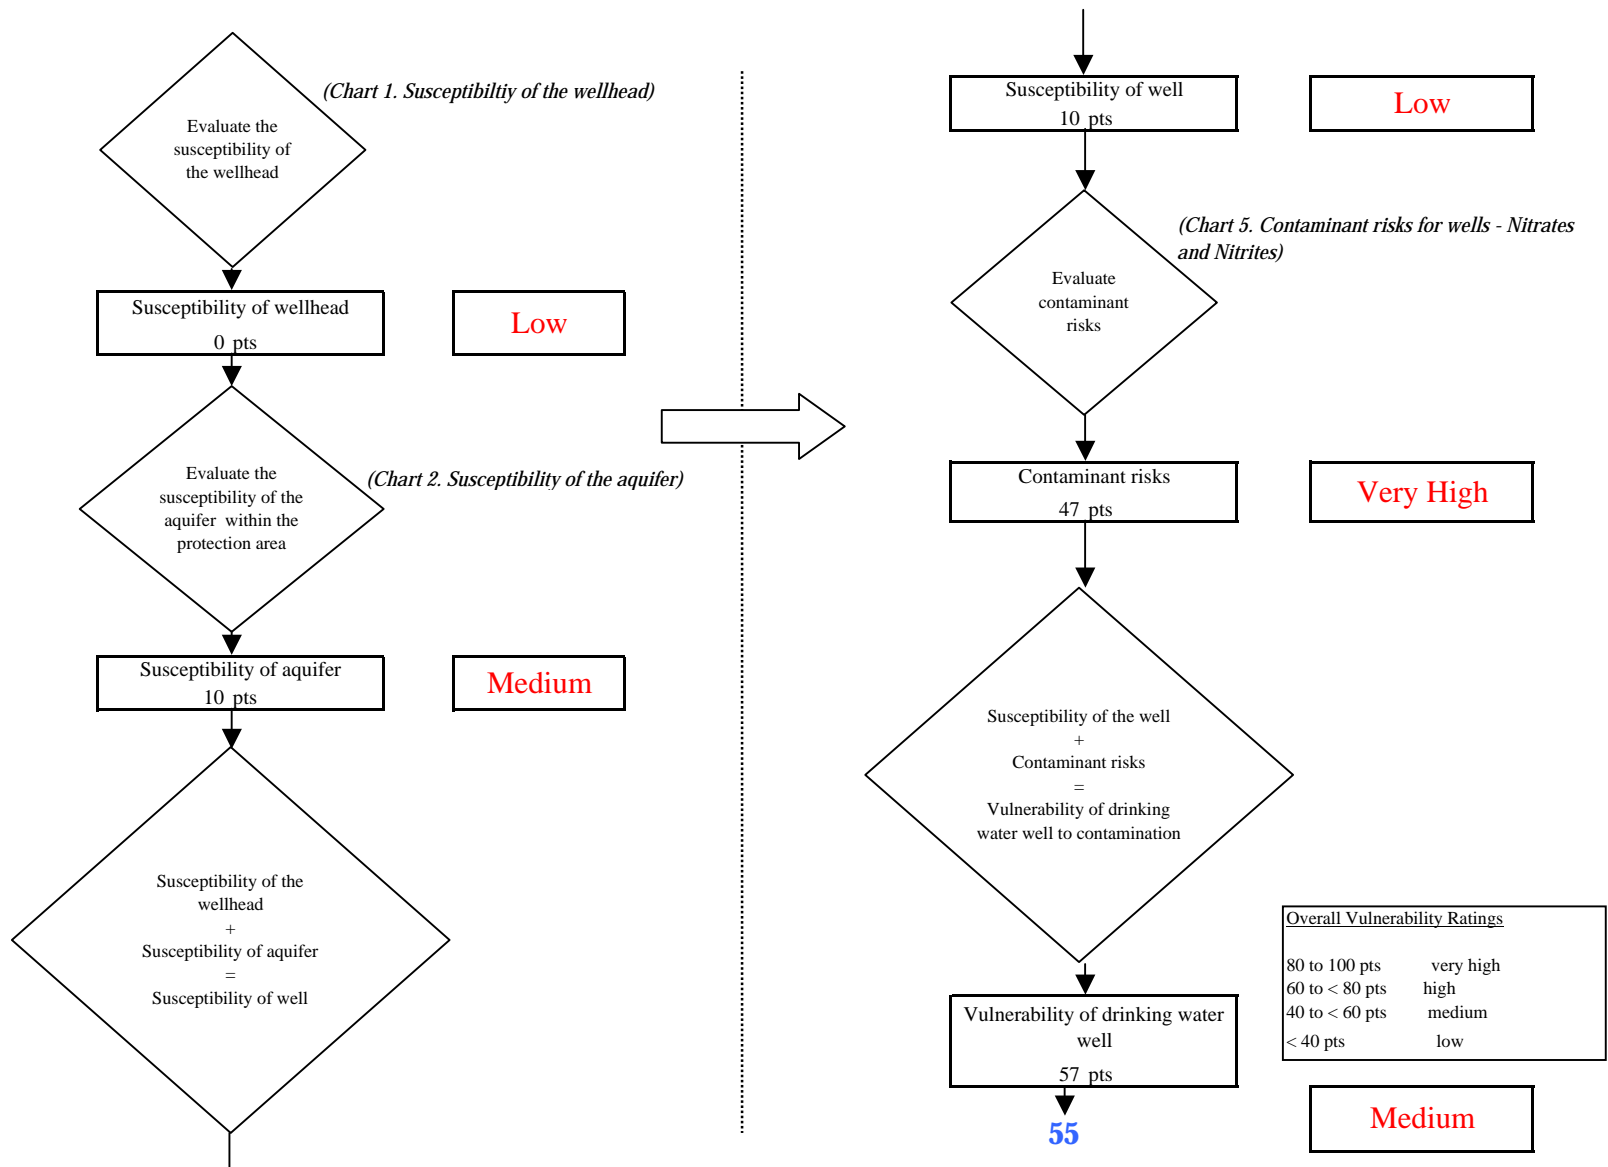 (Chart 1. Susceptibiltiy of the wellhead)
Evaluate the
susceptibility of
the wellhead
Susceptibility of wellhead
0 pts
Low
Evaluate the
susceptibility of the
aquifer within the
protection area
(Chart 2. Susceptibility of the aquifer)
Susceptibility of aquifer
10 pts
Medium
Susceptibility of the
wellhead
+
Susceptibility of aquifer
=
Susceptibility of well
Susceptibility of well
10 pts
Low
(Chart 5. Contaminant risks for wells - Nitrates
and Nitrites)
Evaluate
contaminant
risks
Contaminant risks
47 pts
Very High
Susceptibility of the well
+
Contaminant risks
=
Vulnerability of drinking
water well to contamination
Overall Vulnerability Ratings
80 to 100 pts very high
60 to < 80 pts high
40 to < 60 pts medium
< 40 pts low
Vulnerability of drinking water
well
57 pts
55
Medium